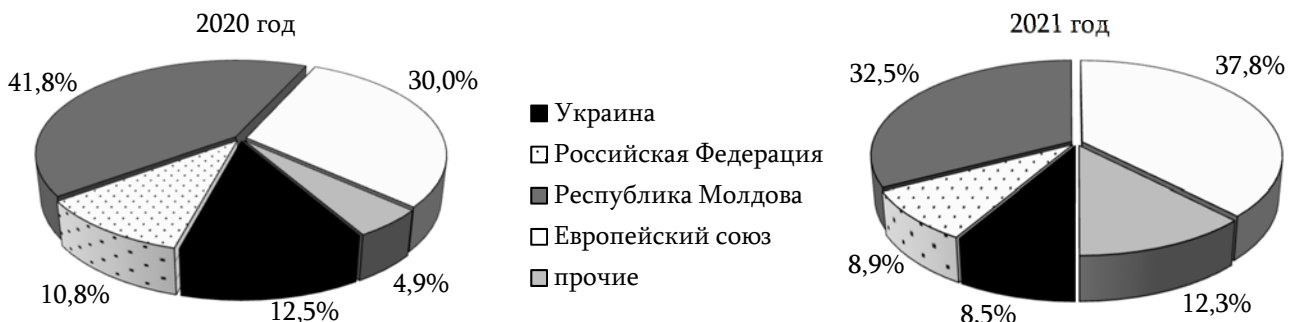 2020 год
41,8%
30,0%
10,8%
12,5%
4,9%
Украина
Российская Федерация
Республика Молдова
Европейский союз
прочие
2021 год
32,5%
37,8%
8,9%
8,5%
12,3%